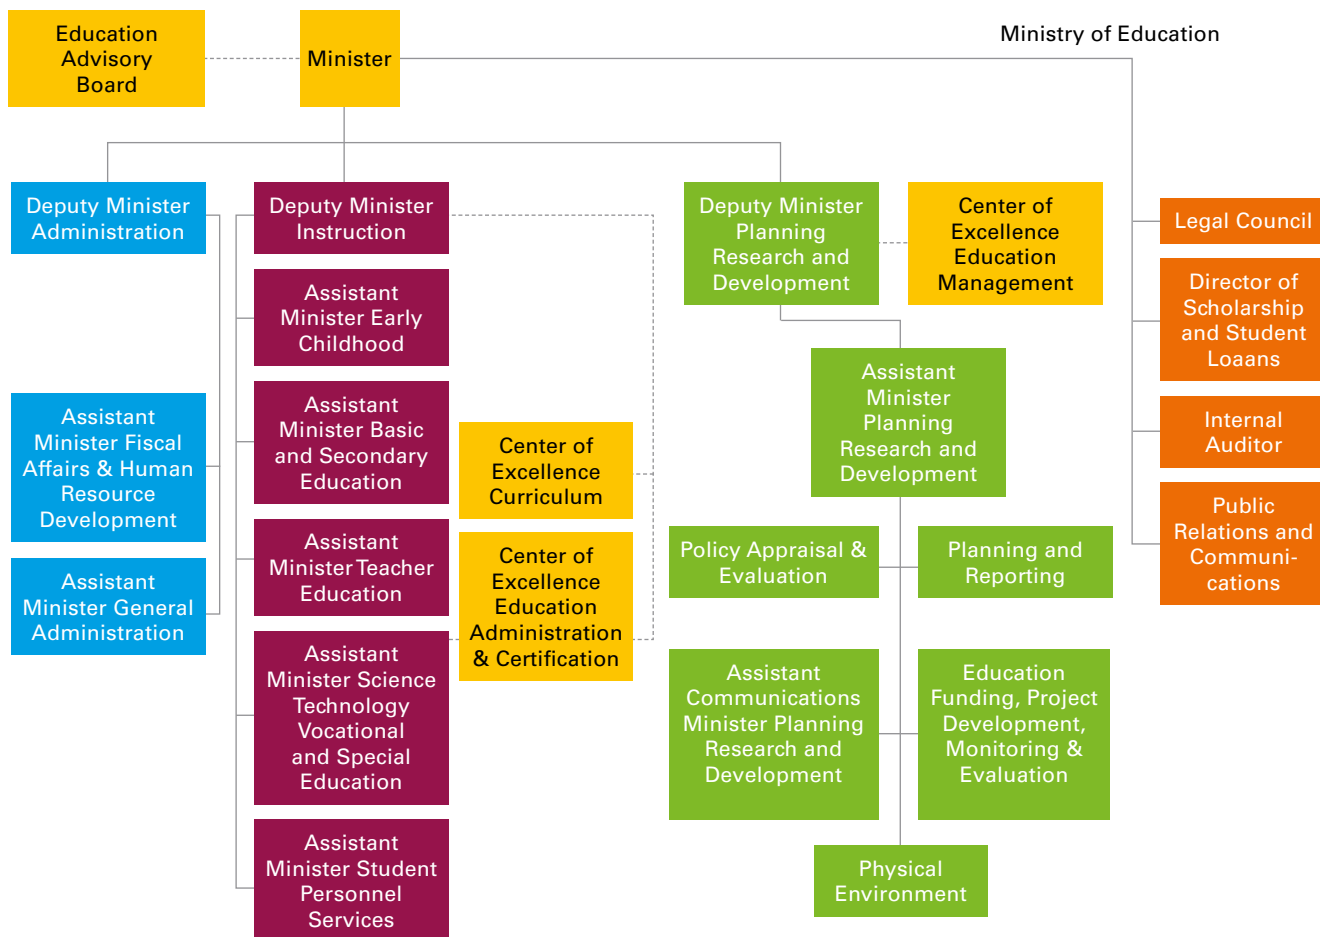 Education
Advisory
Board
Minister
Ministry of Education
Deputy Minister
Administration
Assistant
Minister Fiscal
Affairs & Human
Resource
Development
Assistant
Minister General
Administration
Deputy Minister
Instruction
Assistant
Minister Early
Childhood
Assistant
Minister Basic
and Secondary
Education
Assistant
Minister Teacher
Education
Assistant
Minister Science
Technology
Vocational
and Special
Education
Assistant
Minister Student
Personnel
Services
Center of
Excellence
Curriculum
Center of
Excellence
Education
Administration
& Certification
Deputy Minister
Planning
Research and
Development
Center of
Excellence
Education
Management
Assistant
Minister
Planning
Research and
Development
Policy Appraisal &
Evaluation
Planning and
Reporting
Assistant
Communications
Minister Planning
Research and
Development
Education
Funding, Project
Development,
Monitoring &
Evaluation
Physical
Environment
Legal Council
Director of
Scholarship
and Student
Loaans
Internal
Auditor
Public
Relations and
Communi-
cations